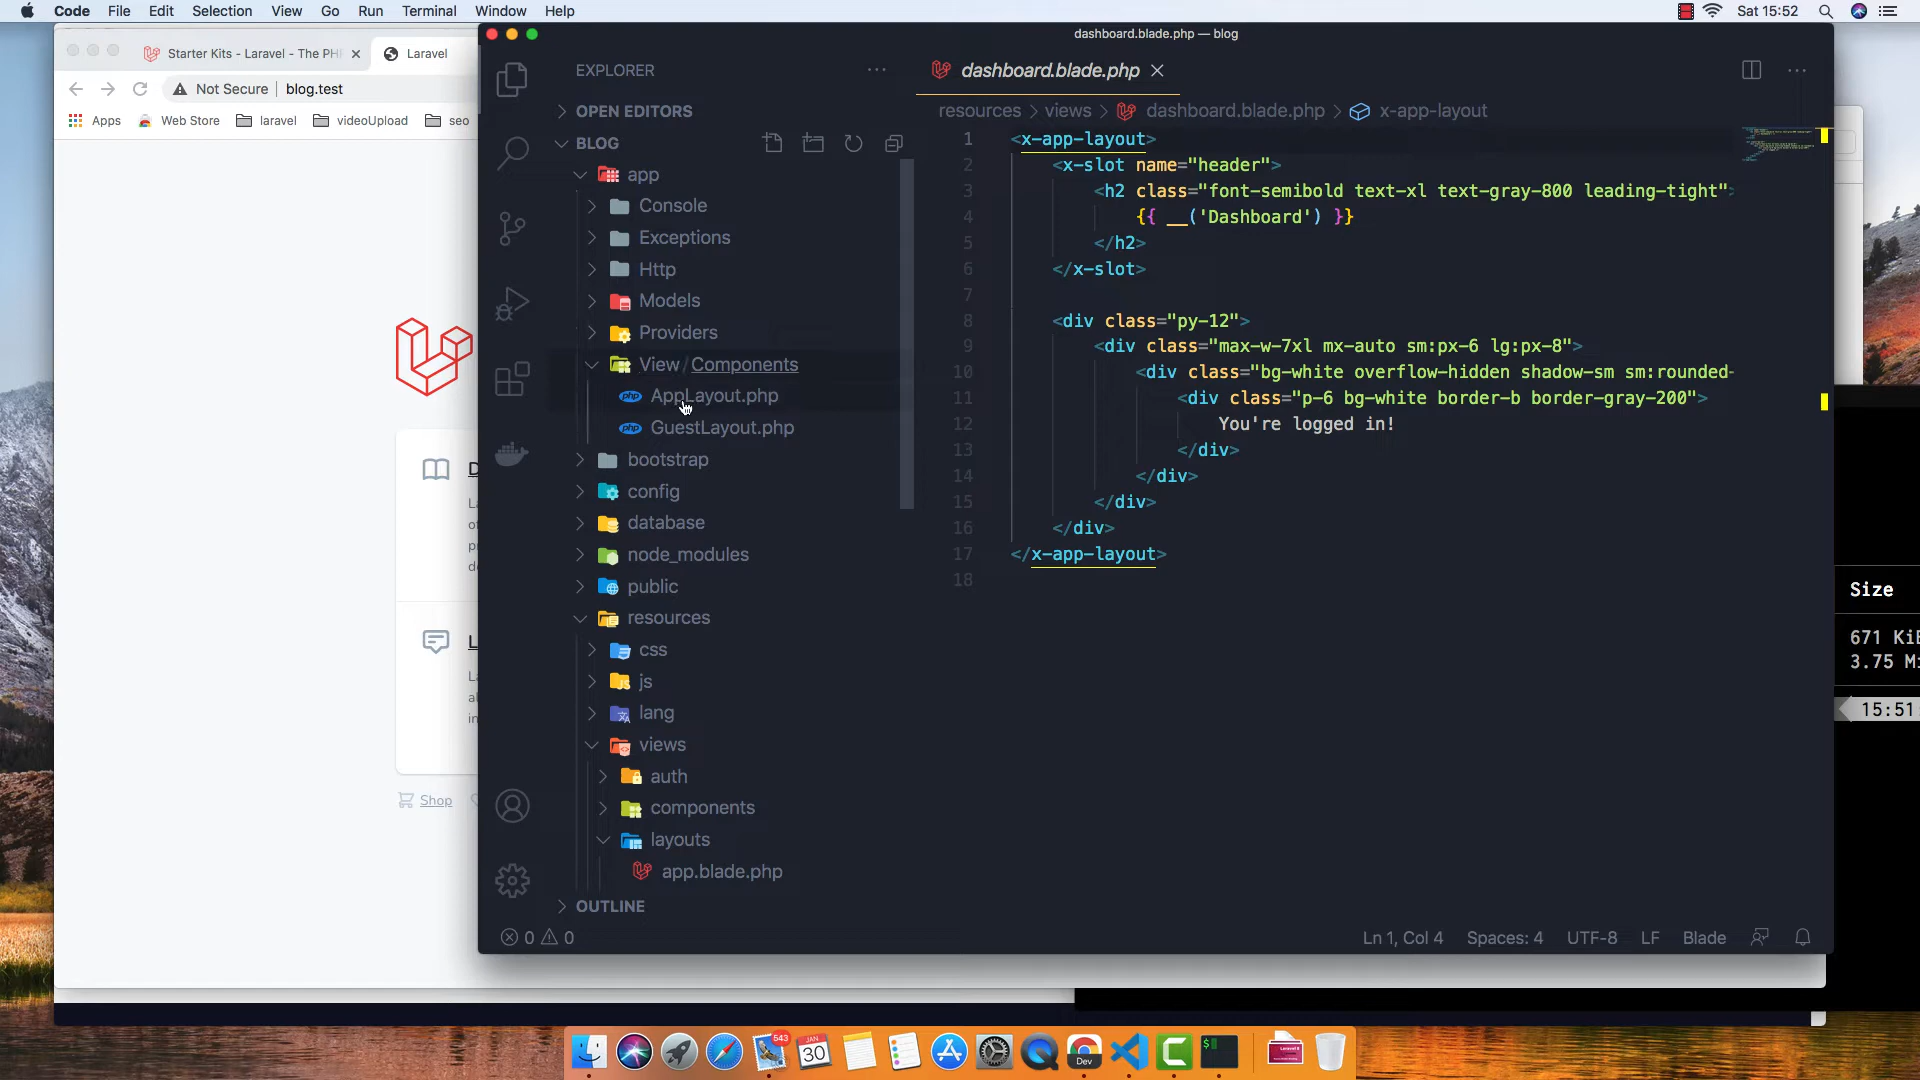 Code File Edit Selection View Go Run Terminal Window Help
Sat 15:52
Starter Kits - Laravel - The PH
Laravel
Not Secure blog.test
Apps Web Store laravel videoUpload seo
Shop
dashboard.blade.php — blog
EXPLORER
OPEN EDITORS
BLOG
app
Console
Exceptions
Http
Models
Providers
View / Components
AppLayout.php
GuestLayout.php
bootstrap
config
database
node_modules
public
resources
css
js
lang
views
auth
components
layouts
app.blade.php
OUTLINE
0 0
dashboard.blade.php
resources > views > dashboard.blade.php > x-app-layout
1 <x-app-layout>
2 <x-slot name="header">
3 <h2 class="font-semibold text-xl text-gray-800 leading-tight">
4 {{ __('Dashboard') }}
5 </h2>
6 </x-slot>
7
8 <div class="py-12">
9 <div class="max-w-7xl mx-auto sm:px-6 lg:px-8">
10 <div class="bg-white overflow-hidden shadow-sm sm:rounded-
11 <div class="p-6 bg-white border-b border-gray-200">
12 You're logged in!
13 </div>
14 </div>
15 </div>
16 </div>
17 </x-app-layout>
18
Ln 1, Col 4 Spaces: 4 UTF-8 LF Blade
Size
671 KiB
3.75 M
15:51
543
JAN
30
Dev